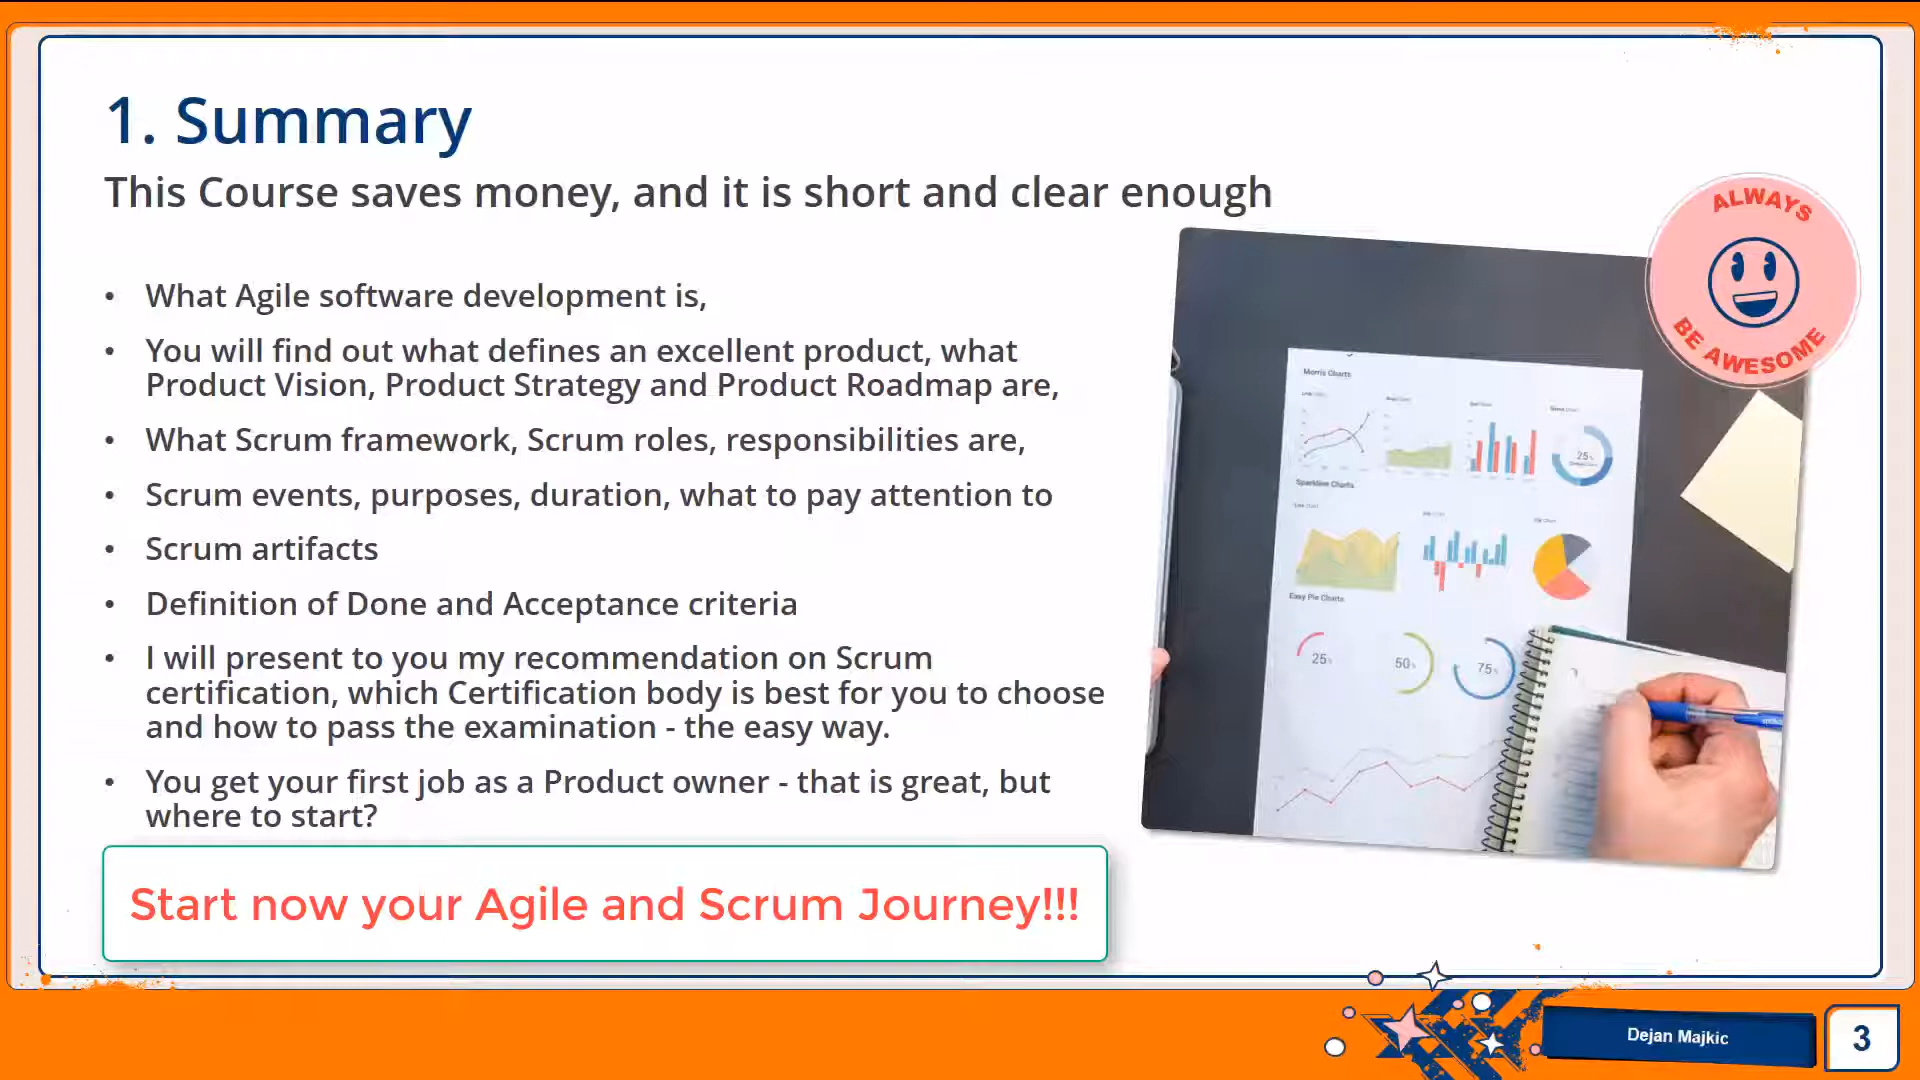 1. Summary
This Course saves money, and it is short and clear enough
• What Agile software development is,
• You will find out what defines an excellent product, what
Product Vision, Product Strategy and Product Roadmap are,
• What Scrum framework, Scrum roles, responsibilities are,
• Scrum events, purposes, duration, what to pay attention to
• Scrum artifacts
• Definition of Done and Acceptance criteria
• I will present to you my recommendation on Scrum
certification, which Certification body is best for you to choose
and how to pass the examination - the easy way.
• You get your first job as a Product owner - that is great, but
where to start?
Start now your Agile and Scrum Journey!!!
ALWAYS
BE AWESOME
Morris Charts
25%
Sparkline Charts
Easy Pie Charts
25%
50%
75%
Dejan Majkic
3